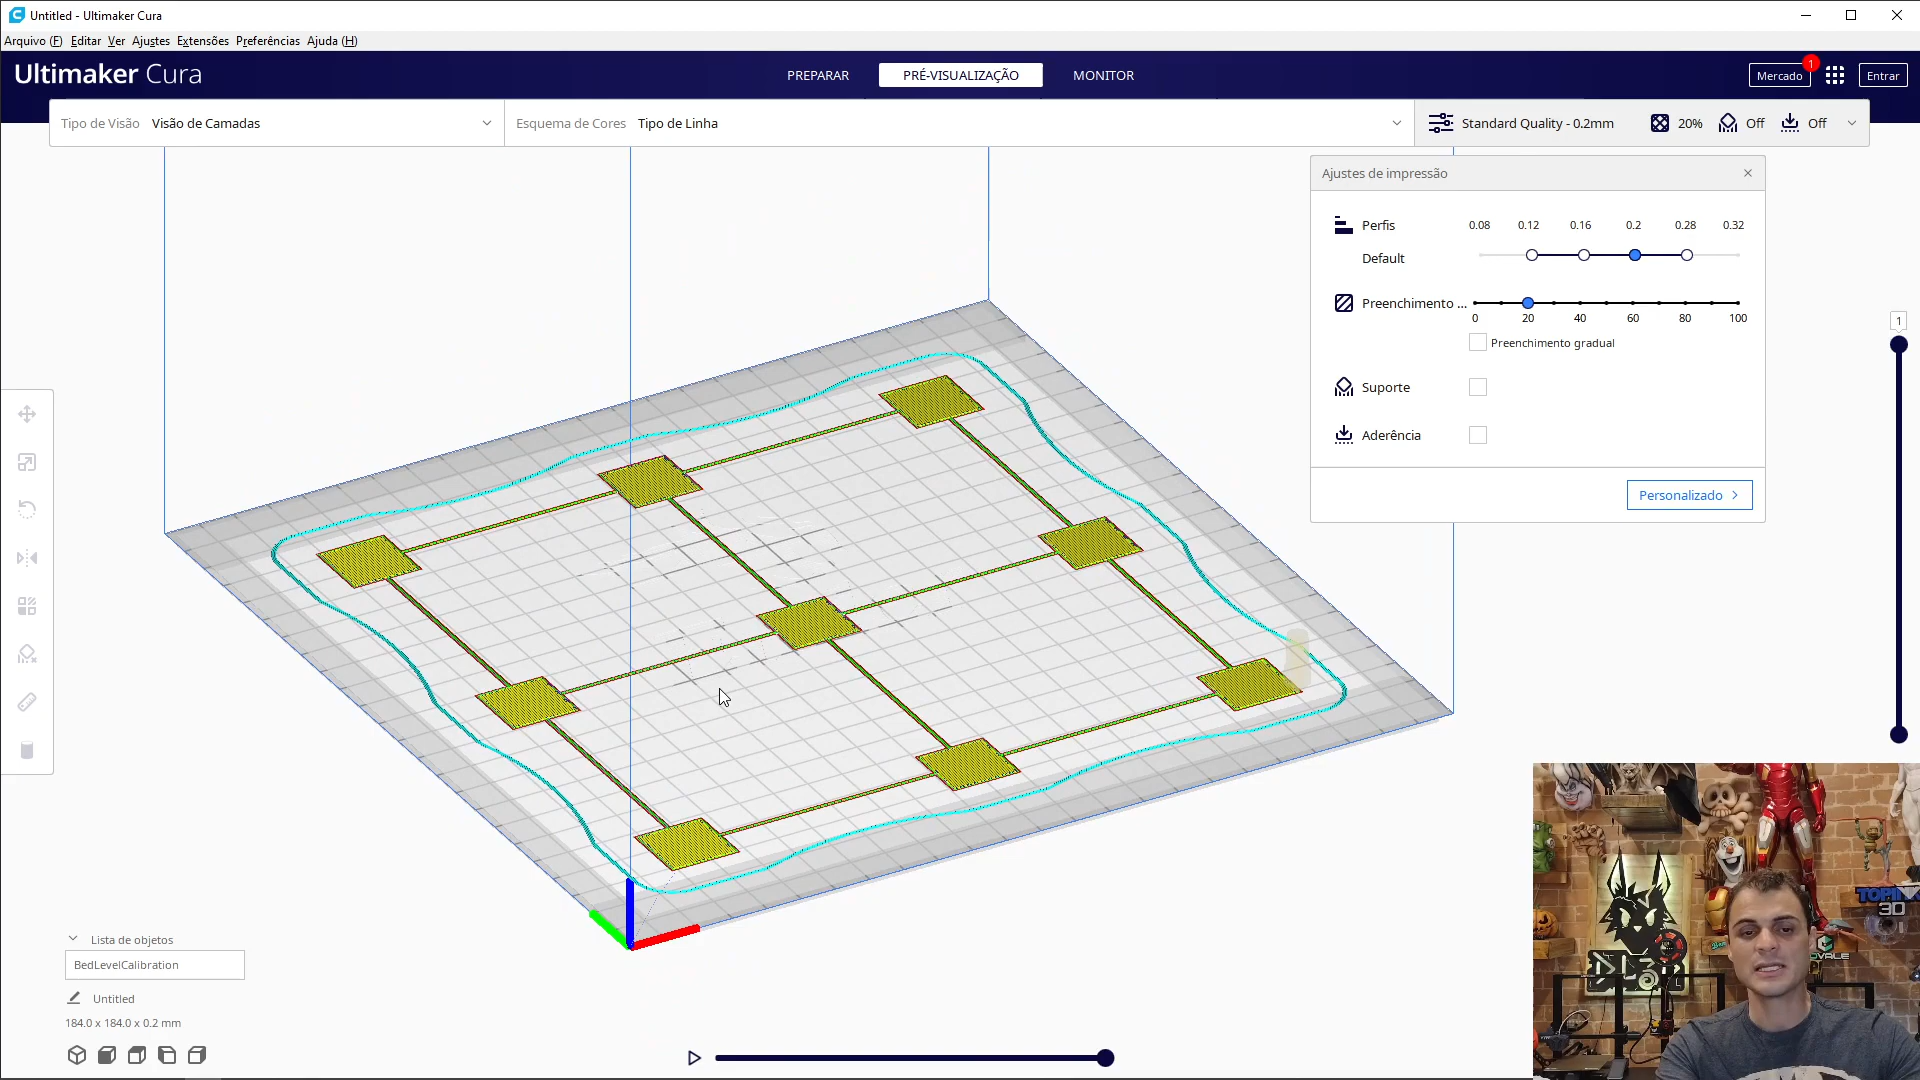 Untitled - Ultimaker Cura
Arquivo (F) Editar Ver Ajustes Extensões Preferências Ajuda (H)
Ultimaker Cura
PREPARAR
PRÉ-VISUALIZAÇÃO
MONITOR
Mercado
1
Entrar
Tipo de Visão Visão de Camadas
Esquema de Cores Tipo de Linha
Standard Quality - 0.2mm
20%
Off
Off
Ajustes de impressão
Perfis
0.08 0.12 0.16 0.2 0.28 0.32
Default
Preenchimento ...
0 20 40 60 80 100
Preenchimento gradual
Suporte
Aderência
Personalizado
1
Lista de objetos
BedLevelCalibration
Untitled
184.0 x 184.0 x 0.2 mm
3D